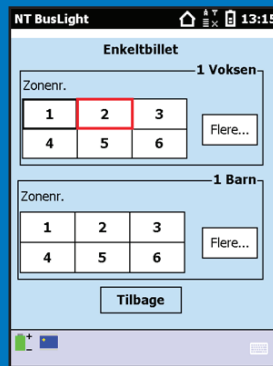 NT BusLight 13:15
Enkeltbillet
1 Voksen
Zonenr.
1 2 3
4 5 6
Flere...
1 Barn
Zonenr.
1 2 3
4 5 6
Flere...
Tilbage